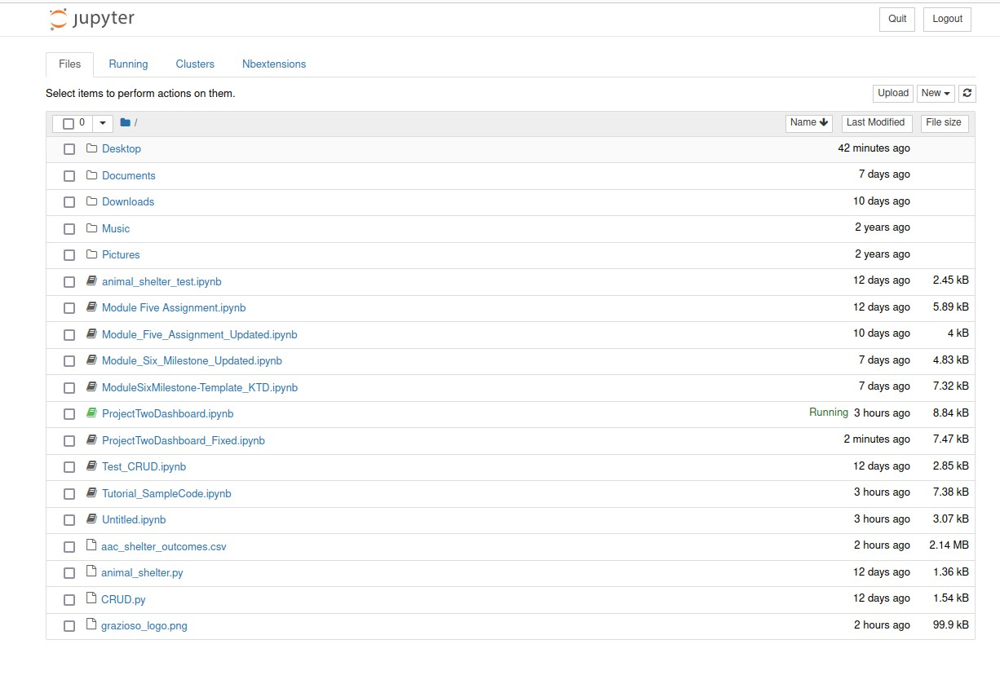 jupyter Quit Logout
Files Running Clusters Nbextensions
Select items to perform actions on them. Upload New
0 / Name Last Modified File size
Desktop 42 minutes ago
Documents 7 days ago
Downloads 10 days ago
Music 2 years ago
Pictures 2 years ago
animal_shelter_test.ipynb 12 days ago 2.45 kB
Module Five Assignment.ipynb 12 days ago 5.89 kB
Module_Five_Assignment_Updated.ipynb 10 days ago 4 kB
Module_Six_Milestone_Updated.ipynb 7 days ago 4.83 kB
ModuleSixMilestone-Template_KTD.ipynb 7 days ago 7.32 kB
ProjectTwoDashboard.ipynb Running 3 hours ago 8.84 kB
ProjectTwoDashboard_Fixed.ipynb 2 minutes ago 7.47 kB
Test_CRUD.ipynb 12 days ago 2.85 kB
Tutorial_SampleCode.ipynb 3 hours ago 7.38 kB
Untitled.ipynb 3 hours ago 3.07 kB
aac_shelter_outcomes.csv 2 hours ago 2.14 MB
animal_shelter.py 12 days ago 1.36 kB
CRUD.py 12 days ago 1.54 kB
grazioso_logo.png 2 hours ago 99.9 kB